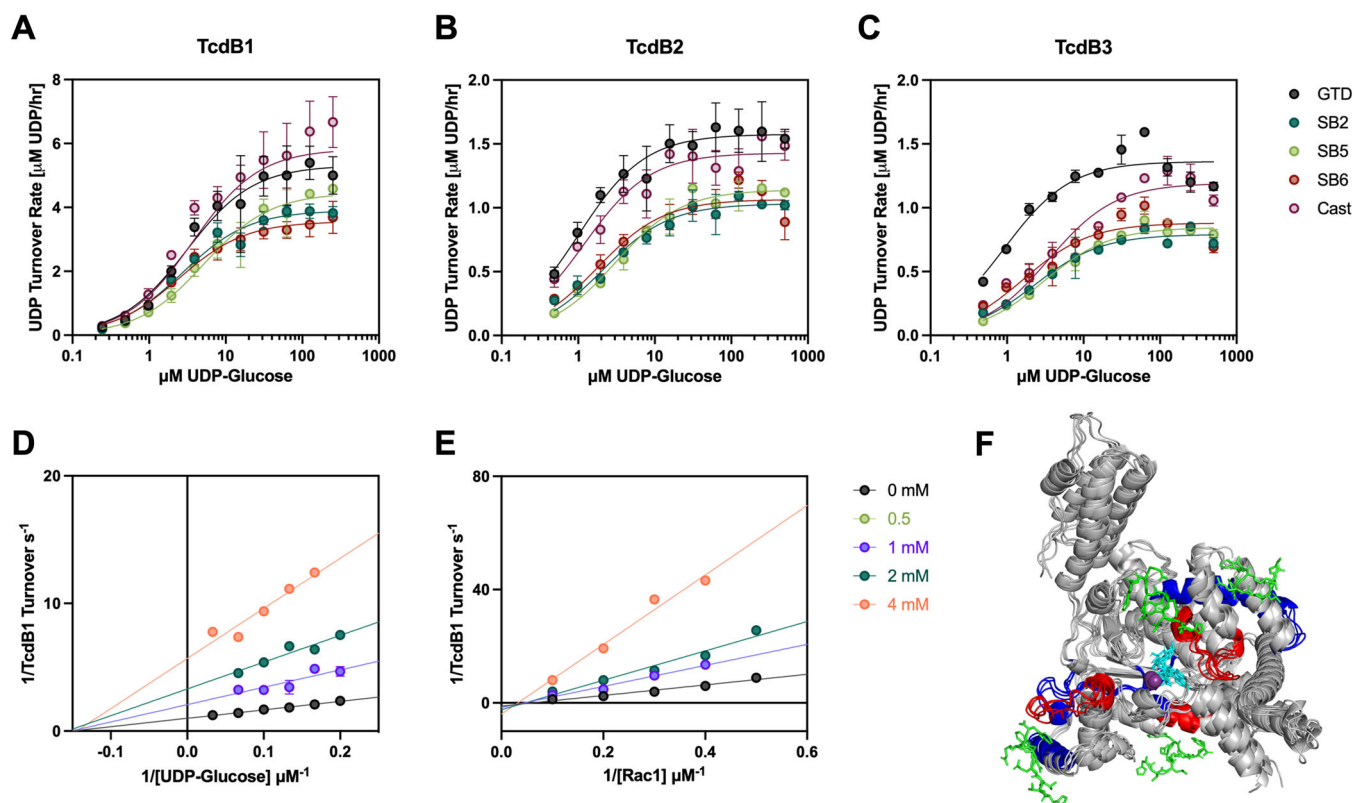 A
TcdB1
UDP Turnover Rate [µM UDP/hr]
8
6
4
2
0
0.1
1
10
100
1000
µM UDP-Glucose
B
TcdB2
UDP Turnover Rate [µM UDP/hr]
2.0
1.5
1.0
0.5
0.0
0.1
1
10
100
1000
µM UDP-Glucose
C
TcdB3
UDP Turnover Rate [µM UDP/hr]
2.0
1.5
1.0
0.5
0.0
0.1
1
10
100
1000
µM UDP-Glucose
GTD
SB2
SB5
SB6
Cast
D
1/TcdB1 Turnover s⁻¹
20
10
0
-0.1
0.0
0.1
0.2
1/[UDP-Glucose] µM⁻¹
E
1/TcdB1 Turnover s⁻¹
80
40
0
0.0
0.2
0.4
0.6
1/[Rac1] µM⁻¹
0 mM
0.5
1 mM
2 mM
4 mM
F